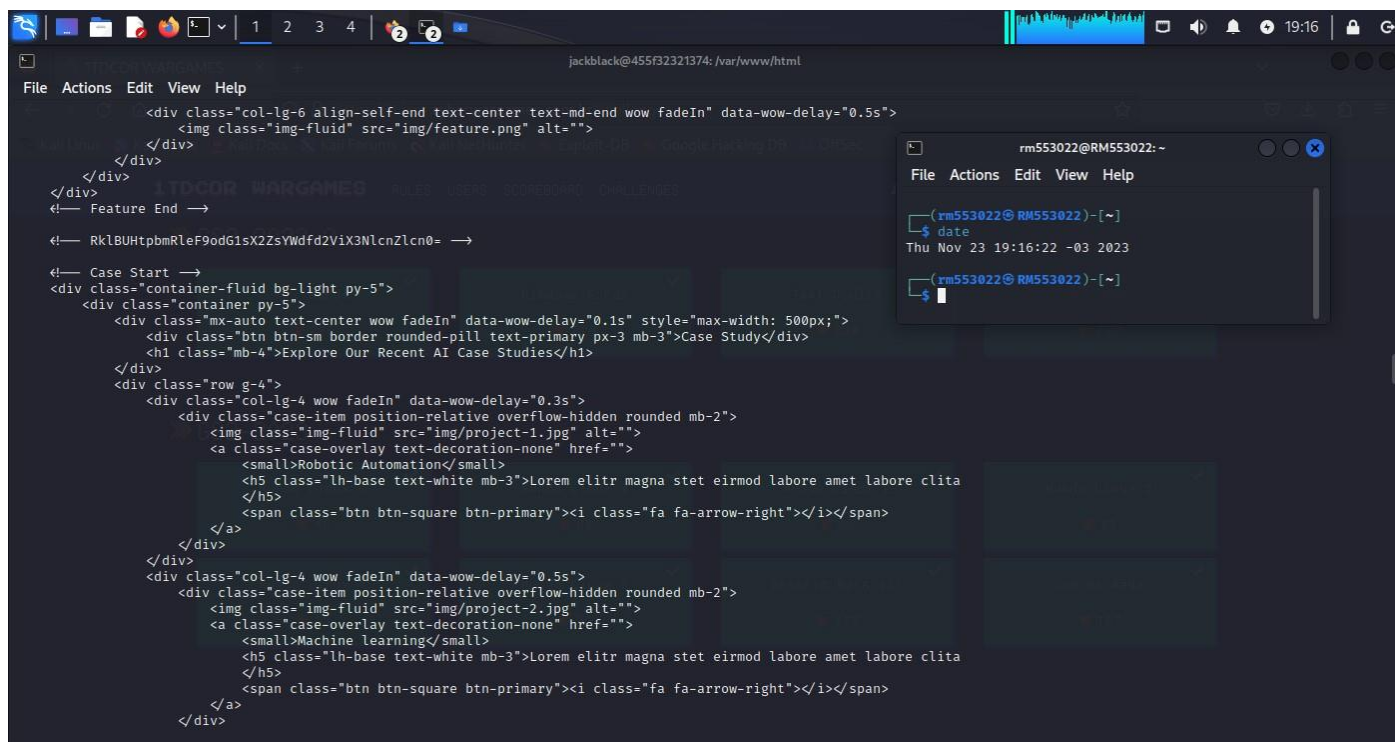 1 2 3 4 2 2 19:16
jackblack@455f32321374: /var/www/html
File Actions Edit View Help
<div class="col-lg-6 align-self-end text-center text-md-end wow fadeIn" data-wow-delay="0.5s">
<img class="img-fluid" src="img/feature.png" alt="">
</div>
</div>
</div>
</div>
<!-- Feature End -->
<!-- RklBUHtpbmRleF9odG1sX2ZsYWdfd2ViX3NlcnZlcn0= -->
<!-- Case Start -->
<div class="container-fluid bg-light py-5">
<div class="container py-5">
<div class="mx-auto text-center wow fadeIn" data-wow-delay="0.1s" style="max-width: 500px;">
<div class="btn btn-sm border rounded-pill text-primary px-3 mb-3">Case Study</div>
<h1 class="mb-4">Explore Our Recent AI Case Studies</h1>
</div>
<div class="row g-4">
<div class="col-lg-4 wow fadeIn" data-wow-delay="0.3s">
<div class="case-item position-relative overflow-hidden rounded mb-2">
<img class="img-fluid" src="img/project-1.jpg" alt="">
<a class="case-overlay text-decoration-none" href="">
<small>Robotic Automation</small>
<h5 class="lh-base text-white mb-3">Lorem elitr magna stet eirmod labore amet labore clita
</h5>
<span class="btn btn-square btn-primary"><i class="fa fa-arrow-right"></i></span>
</a>
</div>
</div>
<div class="col-lg-4 wow fadeIn" data-wow-delay="0.5s">
<div class="case-item position-relative overflow-hidden rounded mb-2">
<img class="img-fluid" src="img/project-2.jpg" alt="">
<a class="case-overlay text-decoration-none" href="">
<small>Machine learning</small>
<h5 class="lh-base text-white mb-3">Lorem elitr magna stet eirmod labore amet labore clita
</h5>
<span class="btn btn-square btn-primary"><i class="fa fa-arrow-right"></i></span>
</a>
</div>
rm553022@RM553022: ~
File Actions Edit View Help
┌──(rm553022㉿RM553022)-[~]
└─$ date
Thu Nov 23 19:16:22 -03 2023
┌──(rm553022㉿RM553022)-[~]
└─$
1TDCOR WARGAMES RULES USERS SCOREBOARD CHALLENGES